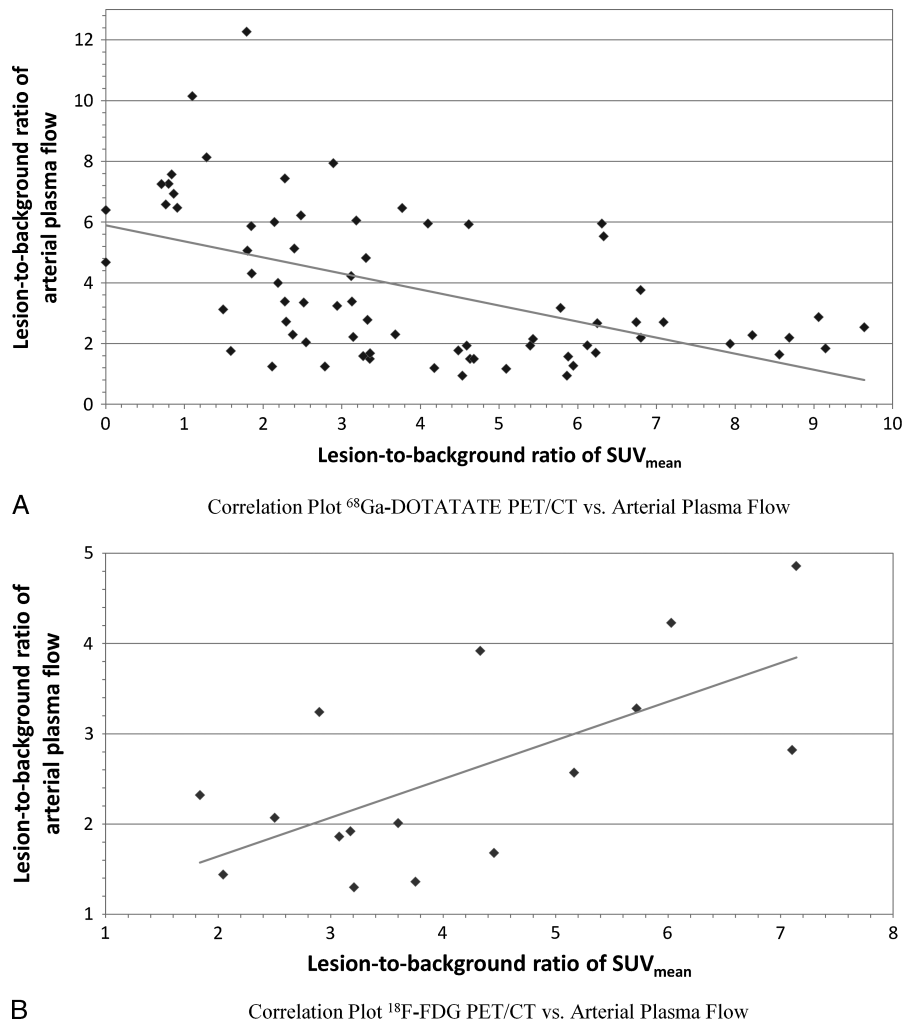 Lesion-to-background ratio of
arterial plasma flow
12
10
8
6
4
2
0
0 1 2 3 4 5 6 7 8 9 10
Lesion-to-background ratio of SUVmean
A
Correlation Plot ⁶⁸Ga-DOTATATE PET/CT vs. Arterial Plasma Flow
Lesion-to-background ratio of
arterial plasma flow
5
4
3
2
1
1 2 3 4 5 6 7 8
Lesion-to-background ratio of SUVmean
B
Correlation Plot ¹⁸F-FDG PET/CT vs. Arterial Plasma Flow